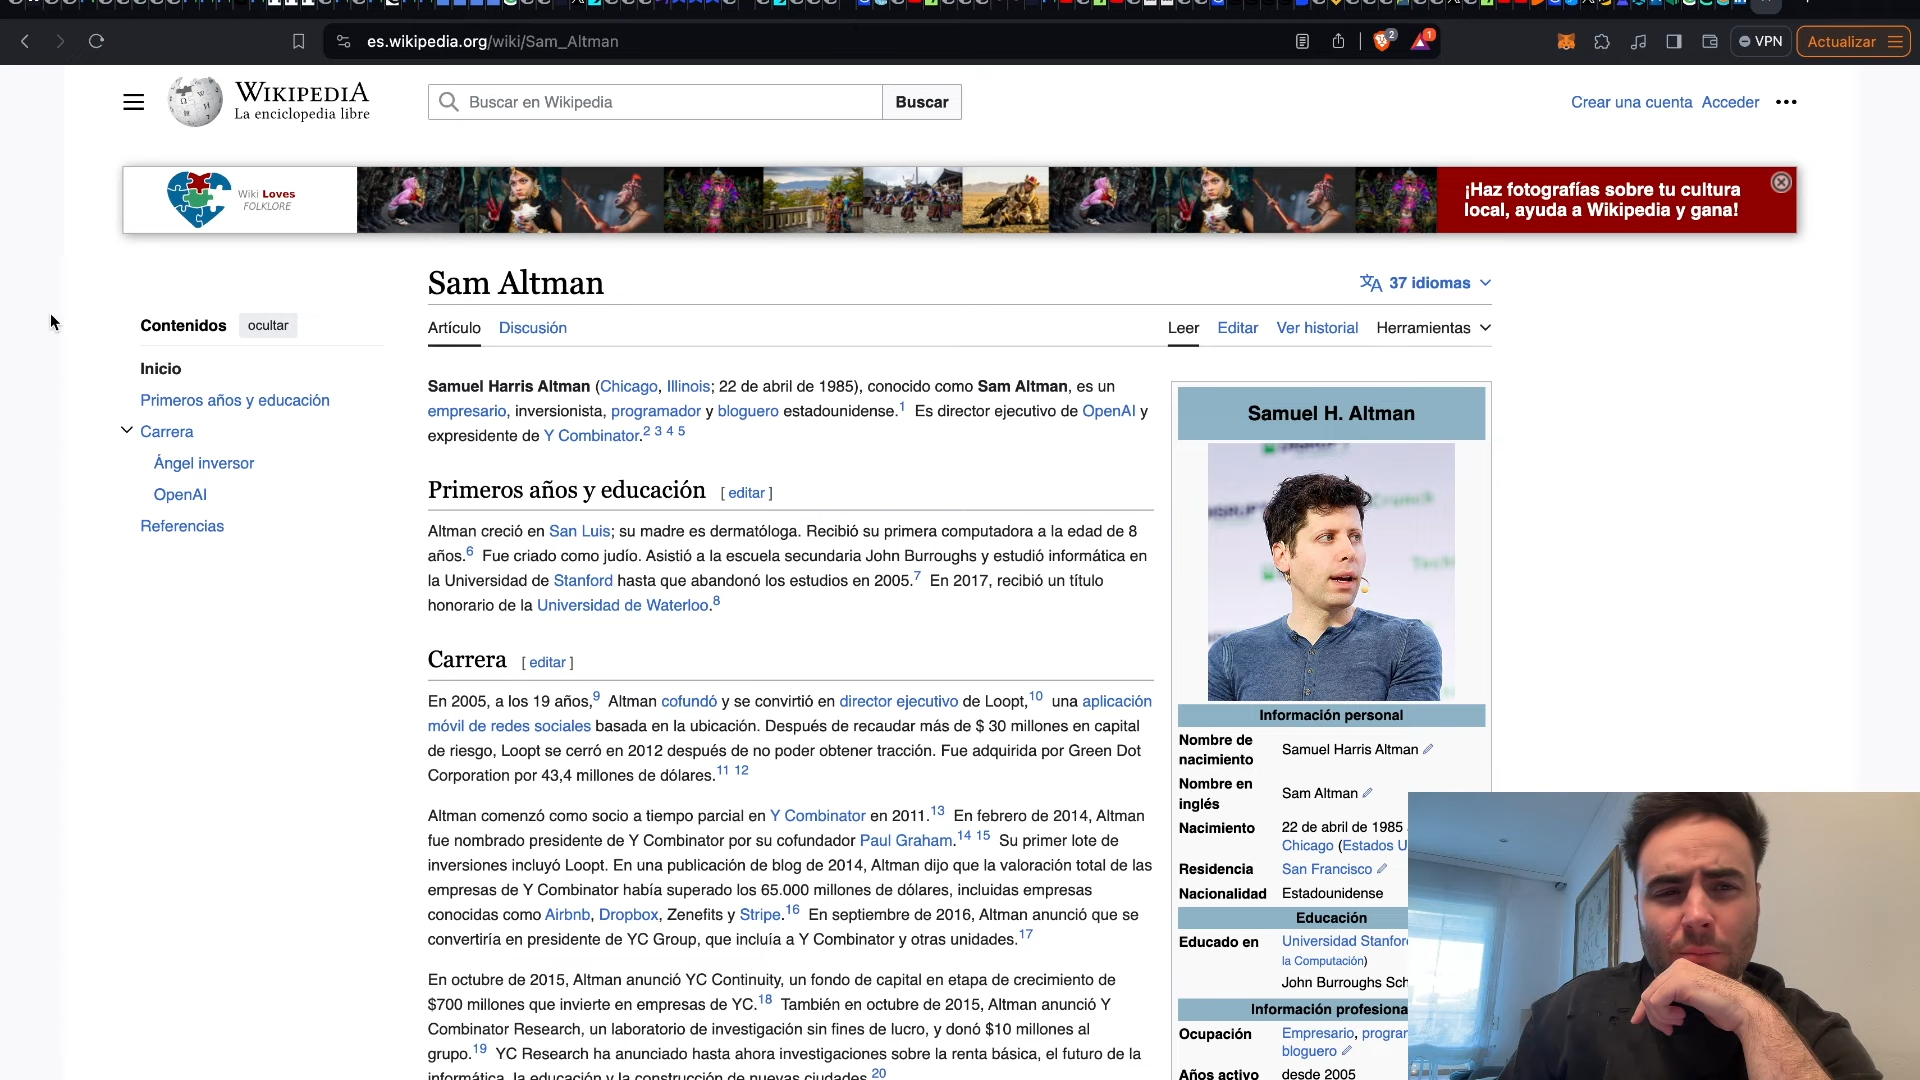 es.wikipedia.org/wiki/Sam_Altman
2
1
VPN
Actualizar
WIKIPEDIA
La enciclopedia libre
Buscar en Wikipedia
Buscar
Crear una cuenta Acceder
Wiki Loves
FOLKLORE
¡Haz fotografías sobre tu cultura
local, ayuda a Wikipedia y gana!
Sam Altman
37 idiomas
Contenidos ocultar
Artículo Discusión
Leer Editar Ver historial Herramientas
Inicio
Primeros años y educación
Carrera
Ángel inversor
OpenAI
Referencias
Samuel Harris Altman (Chicago, Illinois; 22 de abril de 1985), conocido como Sam Altman, es un
empresario, inversionista, programador y bloguero estadounidense.1 Es director ejecutivo de OpenAI y
expresidente de Y Combinator.2 3 4 5
Primeros años y educación [ editar ]
Altman creció en San Luis; su madre es dermatóloga. Recibió su primera computadora a la edad de 8
años.6 Fue criado como judío. Asistió a la escuela secundaria John Burroughs y estudió informática en
la Universidad de Stanford hasta que abandonó los estudios en 2005.7 En 2017, recibió un título
honorario de la Universidad de Waterloo.8
Carrera [ editar ]
En 2005, a los 19 años,9 Altman cofundó y se convirtió en director ejecutivo de Loopt,10 una aplicación
móvil de redes sociales basada en la ubicación. Después de recaudar más de $ 30 millones en capital
de riesgo, Loopt se cerró en 2012 después de no poder obtener tracción. Fue adquirida por Green Dot
Corporation por 43,4 millones de dólares.11 12
Altman comenzó como socio a tiempo parcial en Y Combinator en 2011.13 En febrero de 2014, Altman
fue nombrado presidente de Y Combinator por su cofundador Paul Graham.14 15 Su primer lote de
inversiones incluyó Loopt. En una publicación de blog de 2014, Altman dijo que la valoración total de las
empresas de Y Combinator había superado los 65.000 millones de dólares, incluidas empresas
conocidas como Airbnb, Dropbox, Zenefits y Stripe.16 En septiembre de 2016, Altman anunció que se
convertiría en presidente de YC Group, que incluía a Y Combinator y otras unidades.17
En octubre de 2015, Altman anunció YC Continuity, un fondo de capital en etapa de crecimiento de
$700 millones que invierte en empresas de YC.18 También en octubre de 2015, Altman anunció Y
Combinator Research, un laboratorio de investigación sin fines de lucro, y donó $10 millones al
grupo.19 YC Research ha anunciado hasta ahora investigaciones sobre la renta básica, el futuro de la
informática, la educación y la construcción de nuevas ciudades.20
Samuel H. Altman
Crunch
Tech
Información personal
Nombre de
nacimiento
Samuel Harris Altman
Nombre en
inglés
Sam Altman
Nacimiento 22 de abril de 1985
Chicago (Estados U
Residencia San Francisco
Nacionalidad Estadounidense
Educación
Educado en Universidad Stanfor
la Computación)
John Burroughs Sch
Información profesiona
Ocupación Empresario, progra
bloguero
Años activo desde 2005